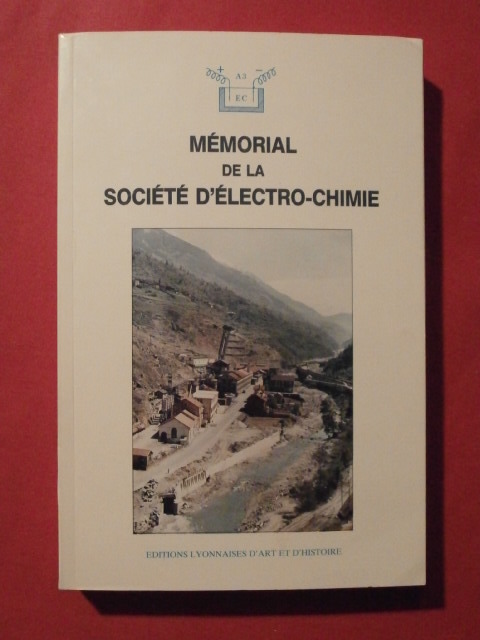 + A3 –
EC
MÉMORIAL
DE LA
SOCIÉTÉ D'ÉLECTRO-CHIMIE
EDITIONS LYONNAISES D'ART ET D'HISTOIRE